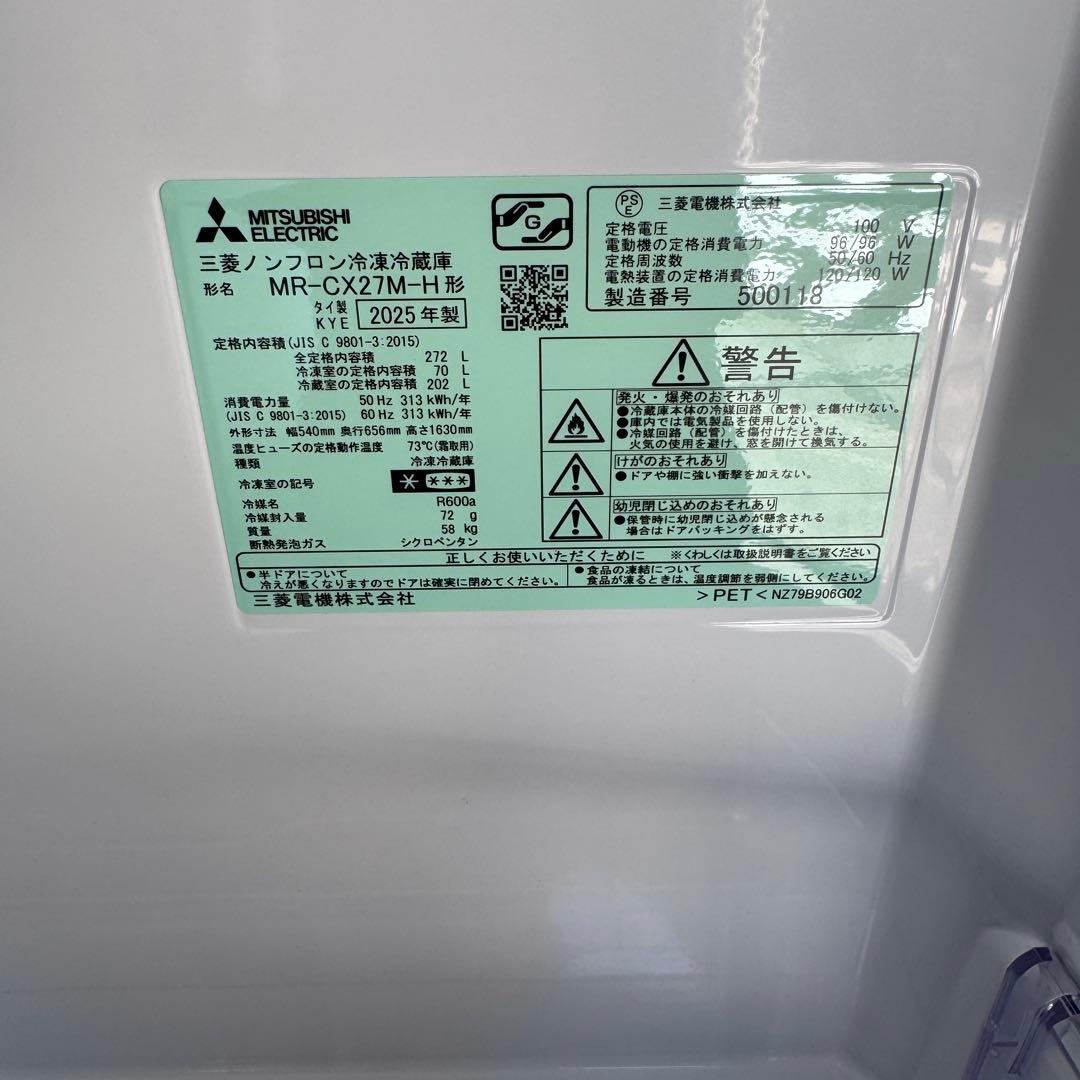 MITSUBISHI
ELECTRIC
三菱ノンフロン冷凍冷蔵庫
形名 MR-CX27M-H 形
タイ製
KYE 2025年製
定格内容積(JIS C 9801-3:2015)
全定格内容積 272 L
冷凍室の定格内容積 70 L
冷蔵室の定格内容積 202 L
消費電力量 50 Hz 313 kWh/年
(JIS C 9801-3:2015) 60 Hz 313 kWh/年
外形寸法 幅540mm 奥行656mm 高さ1630mm
温度ヒューズの定格動作温度 73℃(霜取用)
種類 冷凍冷蔵庫
冷凍室の記号 * ***
冷媒名 R600a
冷媒封入量 72 g
質量 58 kg
断熱発泡ガス シクロペンタン
G
PS
E
三菱電機株式会社
定格電圧 100 V
電動機の定格消費電力 96/96 W
定格周波数 50/60 Hz
電熱装置の定格消費電力 120/120 W
製造番号 500118
警告
発火・爆発のおそれあり
●冷蔵庫本体の冷媒回路（配管）を傷付けない。
●庫内では電気製品を使用しない。
●冷媒回路（配管）を傷付けたときは、
火気の使用を避け、窓を開けて換気する。
けがのおそれあり
●ドアや棚に強い衝撃を加えない。
幼児閉じ込めのおそれあり
●保管時に幼児閉じ込めが懸念される
場合はドアパッキングをはずす。
正しくお使いいただくために ※くわしくは取扱説明書をご覧ください
●半ドアについて
冷えが悪くなりますのでドアは確実に閉めてください。
●食品の凍結について
食品が凍るときは、温度調節を弱側にしてください。
三菱電機株式会社 >PET< NZ79B906G02